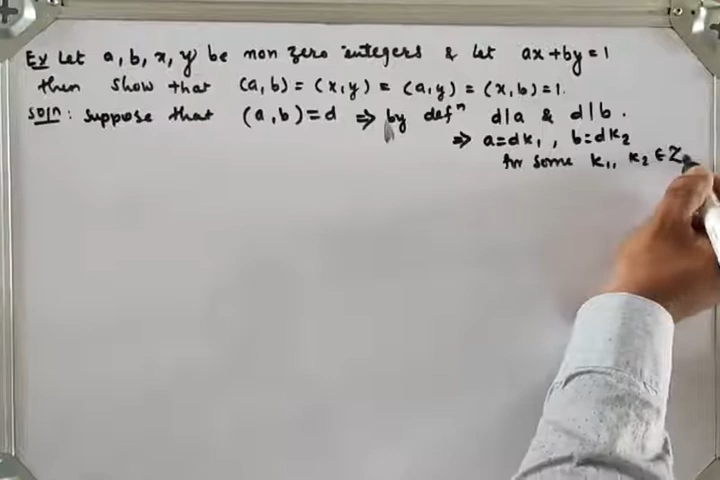 Ex Let a, b, x, y be non zero integers & let ax+by=1
then show that (a,b)=(x,y)=(a,y)=(x,b)=1.
Soln: Suppose that (a,b)=d ⇒ by defⁿ d|a & d|b.
⇒ a=dk₁, b=dk₂
for some k₁, k₂ ∈ Z